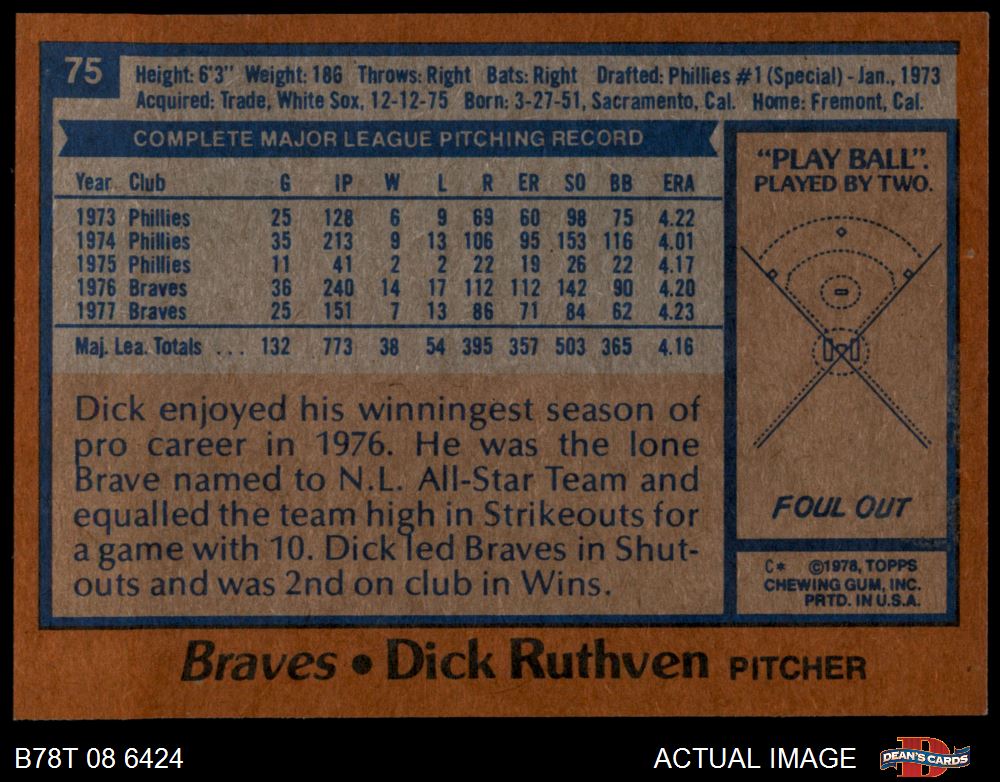 75
Height: 6'3" Weight: 186 Throws: Right Bats: Right Drafted: Phillies #1 (Special) - Jan., 1973
Acquired: Trade, White Sox, 12-12-75 Born: 3-27-51, Sacramento, Cal. Home: Fremont, Cal.
COMPLETE MAJOR LEAGUE PITCHING RECORD
Year Club G IP W L R ER SO BB ERA
1973 Phillies 25 128 6 9 69 60 98 75 4.22
1974 Phillies 35 213 9 13 106 95 153 116 4.01
1975 Phillies 11 41 2 2 22 19 26 22 4.17
1976 Braves 36 240 14 17 112 112 142 90 4.20
1977 Braves 25 151 7 13 86 71 84 62 4.23
Maj. Lea. Totals ... 132 773 38 54 395 357 503 365 4.16
Dick enjoyed his winningest season of
pro career in 1976. He was the lone
Brave named to N.L. All-Star Team and
equalled the team high in Strikeouts for
a game with 10. Dick led Braves in Shut-
outs and was 2nd on club in Wins.
"PLAY BALL".
PLAYED BY TWO.
FOUL OUT
C* ©1978, TOPPS
CHEWING GUM, INC.
PRTD. IN U.S.A.
Braves • Dick Ruthven PITCHER
B78T 08 6424
ACTUAL IMAGE
DEAN'S CARDS